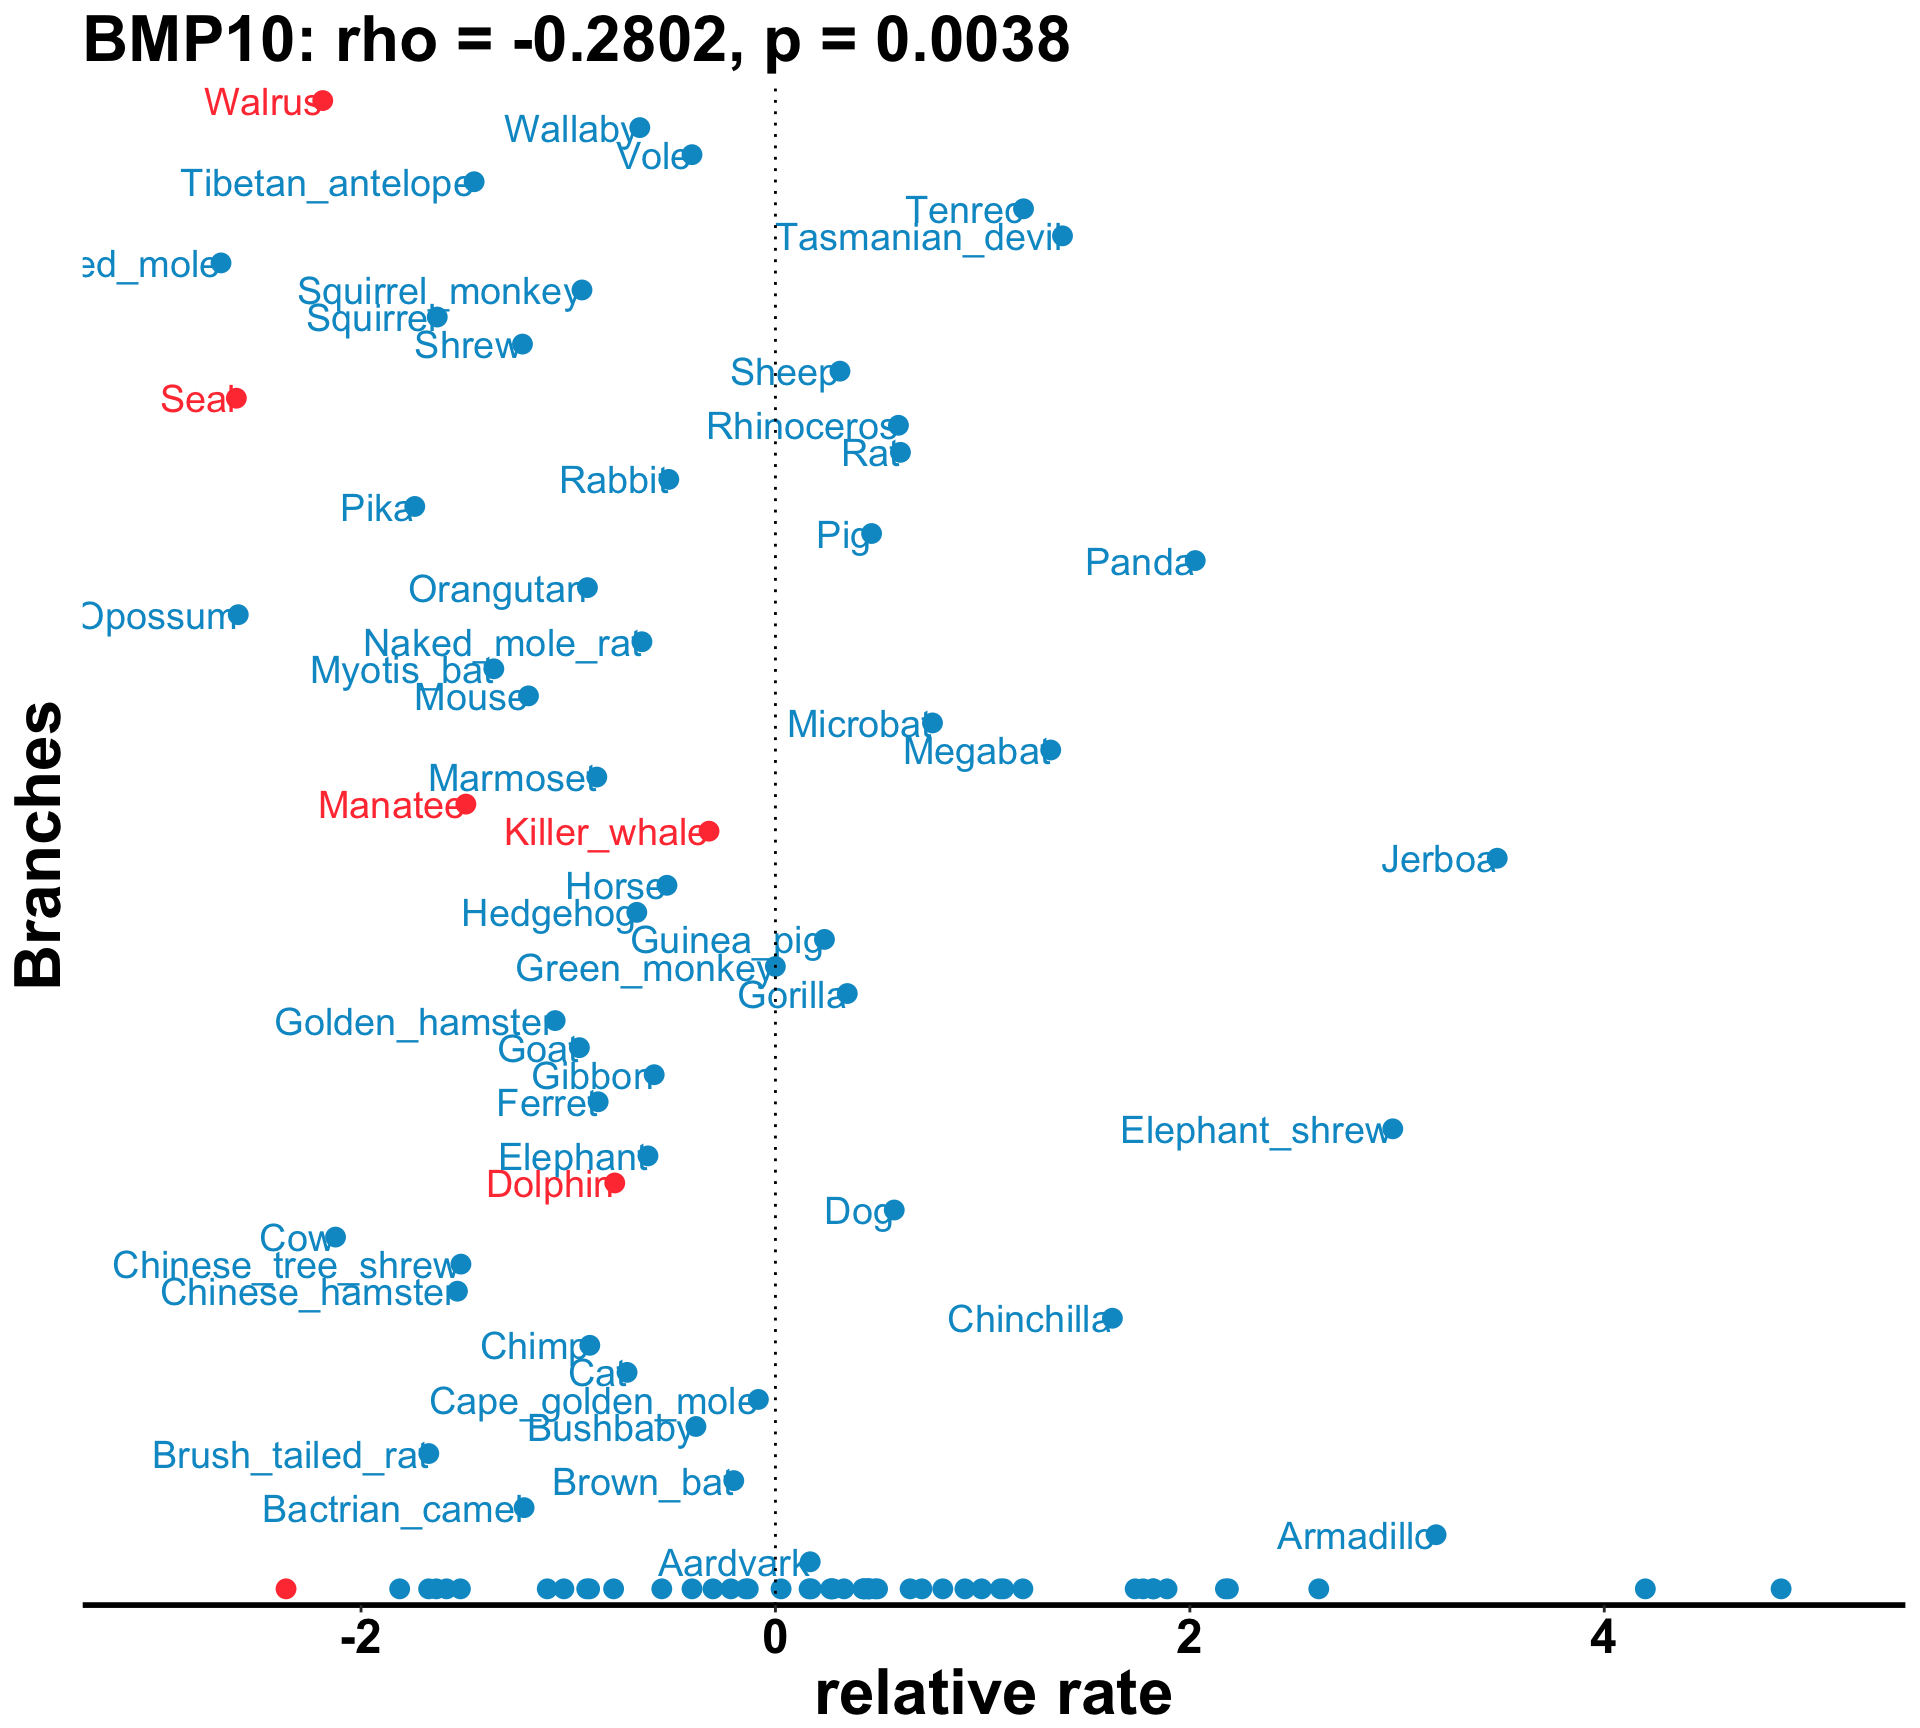 BMP10: rho = -0.2802, p = 0.0038
Walrus
Wallaby
Vole
Tibetan_antelope
Tenrec
Tasmanian_devil
ed_mole
Squirrel_monkey
Squirrel
Shrew
Sheep
Seal
Rhinoceros
Rat
Rabbit
Pika
Pig
Panda
Orangutan
Opossum
Naked_mole_rat
Myotis_bat
Mouse
Microbat
Megabat
Marmoset
Manatee
Killer_whale
Jerboa
Horse
Hedgehog
Guinea_pig
Green_monkey
Gorilla
Golden_hamster
Goat
Gibbon
Ferret
Elephant_shrew
Elephant
Dolphin
Dog
Cow
Chinese_tree_shrew
Chinese_hamster
Chinchilla
Chimp
Cat
Cape_golden_mole
Bushbaby
Brush_tailed_rat
Brown_bat
Bactrian_camel
Armadillo
Aardvark
Branches
-2 0 2 4
relative rate